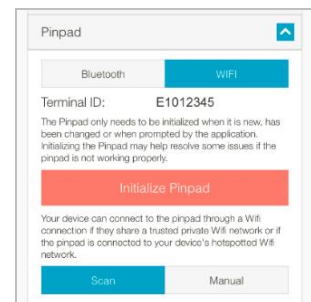 Pinpad
Bluetooth WIFI
Terminal ID: E1012345
The Pinpad only needs to be initialized when it is new, has
been changed or when prompted by the application.
Initializing the Pinpad may help resolve some issues if the
pinpad is not working properly.
Initialize Pinpad
Your device can connect to the pinpad through a Wifi
connection if they share a trusted private Wifi network or if
the pinpad is connected to your device's hotspotted Wifi
network.
Scan Manual